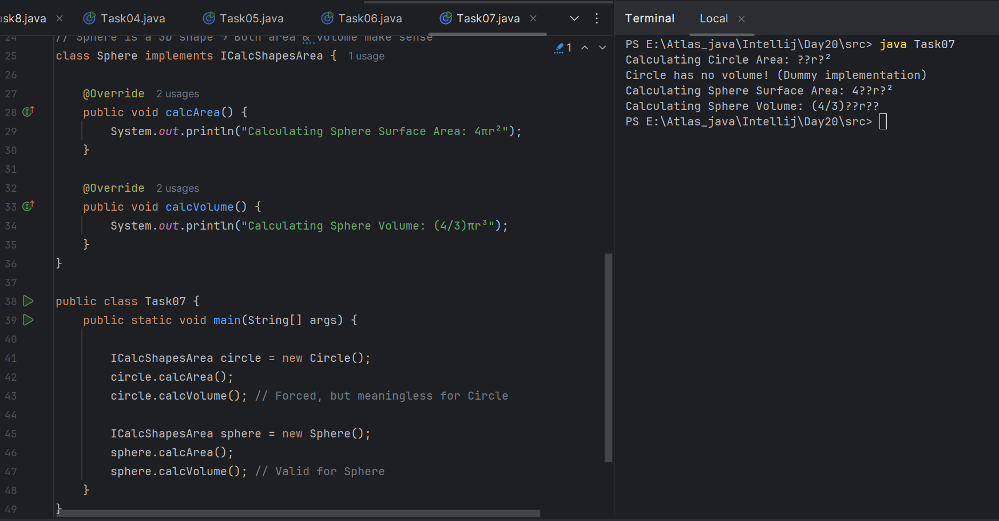 sk8.java
Task04.java
Task05.java
Task06.java
Task07.java
24 // Sphere is a 3D shape → Both area & volume make sense
25 class Sphere implements ICalcShapesArea { 1 usage
1
26
27 @Override 2 usages
28 public void calcArea() {
29 System.out.println("Calculating Sphere Surface Area: 4πr²");
30 }
31
32 @Override 2 usages
33 public void calcVolume() {
34 System.out.println("Calculating Sphere Volume: (4/3)πr³");
35 }
36 }
37
38 public class Task07 {
39 public static void main(String[] args) {
40
41 ICalcShapesArea circle = new Circle();
42 circle.calcArea();
43 circle.calcVolume(); // Forced, but meaningless for Circle
44
45 ICalcShapesArea sphere = new Sphere();
46 sphere.calcArea();
47 sphere.calcVolume(); // Valid for Sphere
48 }
49 }
Terminal Local
PS E:\Atlas_java\Intellij\Day20\src> java Task07
Calculating Circle Area: ??r?²
Circle has no volume! (Dummy implementation)
Calculating Sphere Surface Area: 4??r?²
Calculating Sphere Volume: (4/3)??r??
PS E:\Atlas_java\Intellij\Day20\src>